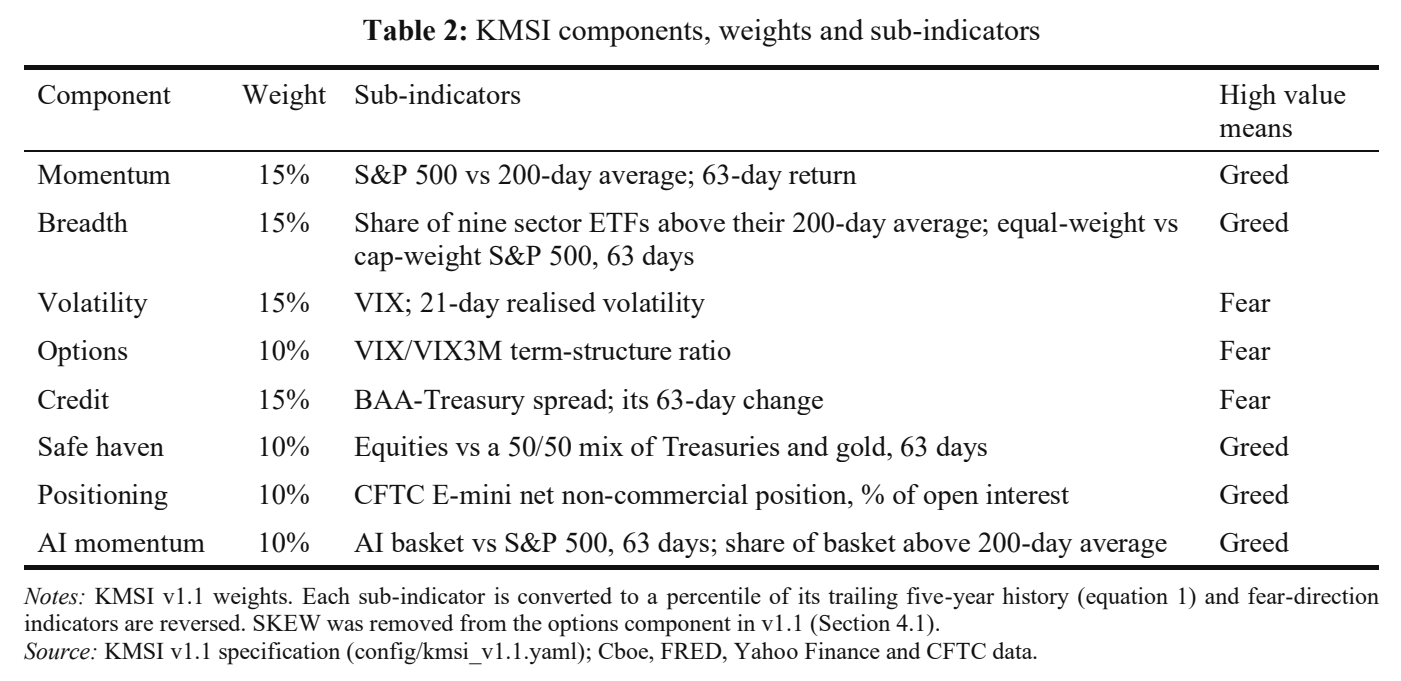 Table 2: KMSI components, weights and sub-indicators
Component Weight Sub-indicators High value means
Momentum 15% S&P 500 vs 200-day average; 63-day return Greed
Breadth 15% Share of nine sector ETFs above their 200-day average; equal-weight vs Greed
cap-weight S&P 500, 63 days
Volatility 15% VIX; 21-day realised volatility Fear
Options 10% VIX/VIX3M term-structure ratio Fear
Credit 15% BAA-Treasury spread; its 63-day change Fear
Safe haven 10% Equities vs a 50/50 mix of Treasuries and gold, 63 days Greed
Positioning 10% CFTC E-mini net non-commercial position, % of open interest Greed
AI momentum 10% AI basket vs S&P 500, 63 days; share of basket above 200-day average Greed
Notes: KMSI v1.1 weights. Each sub-indicator is converted to a percentile of its trailing five-year history (equation 1) and fear-direction
indicators are reversed. SKEW was removed from the options component in v1.1 (Section 4.1).
Source: KMSI v1.1 specification (config/kmsi_v1.1.yaml); Cboe, FRED, Yahoo Finance and CFTC data.